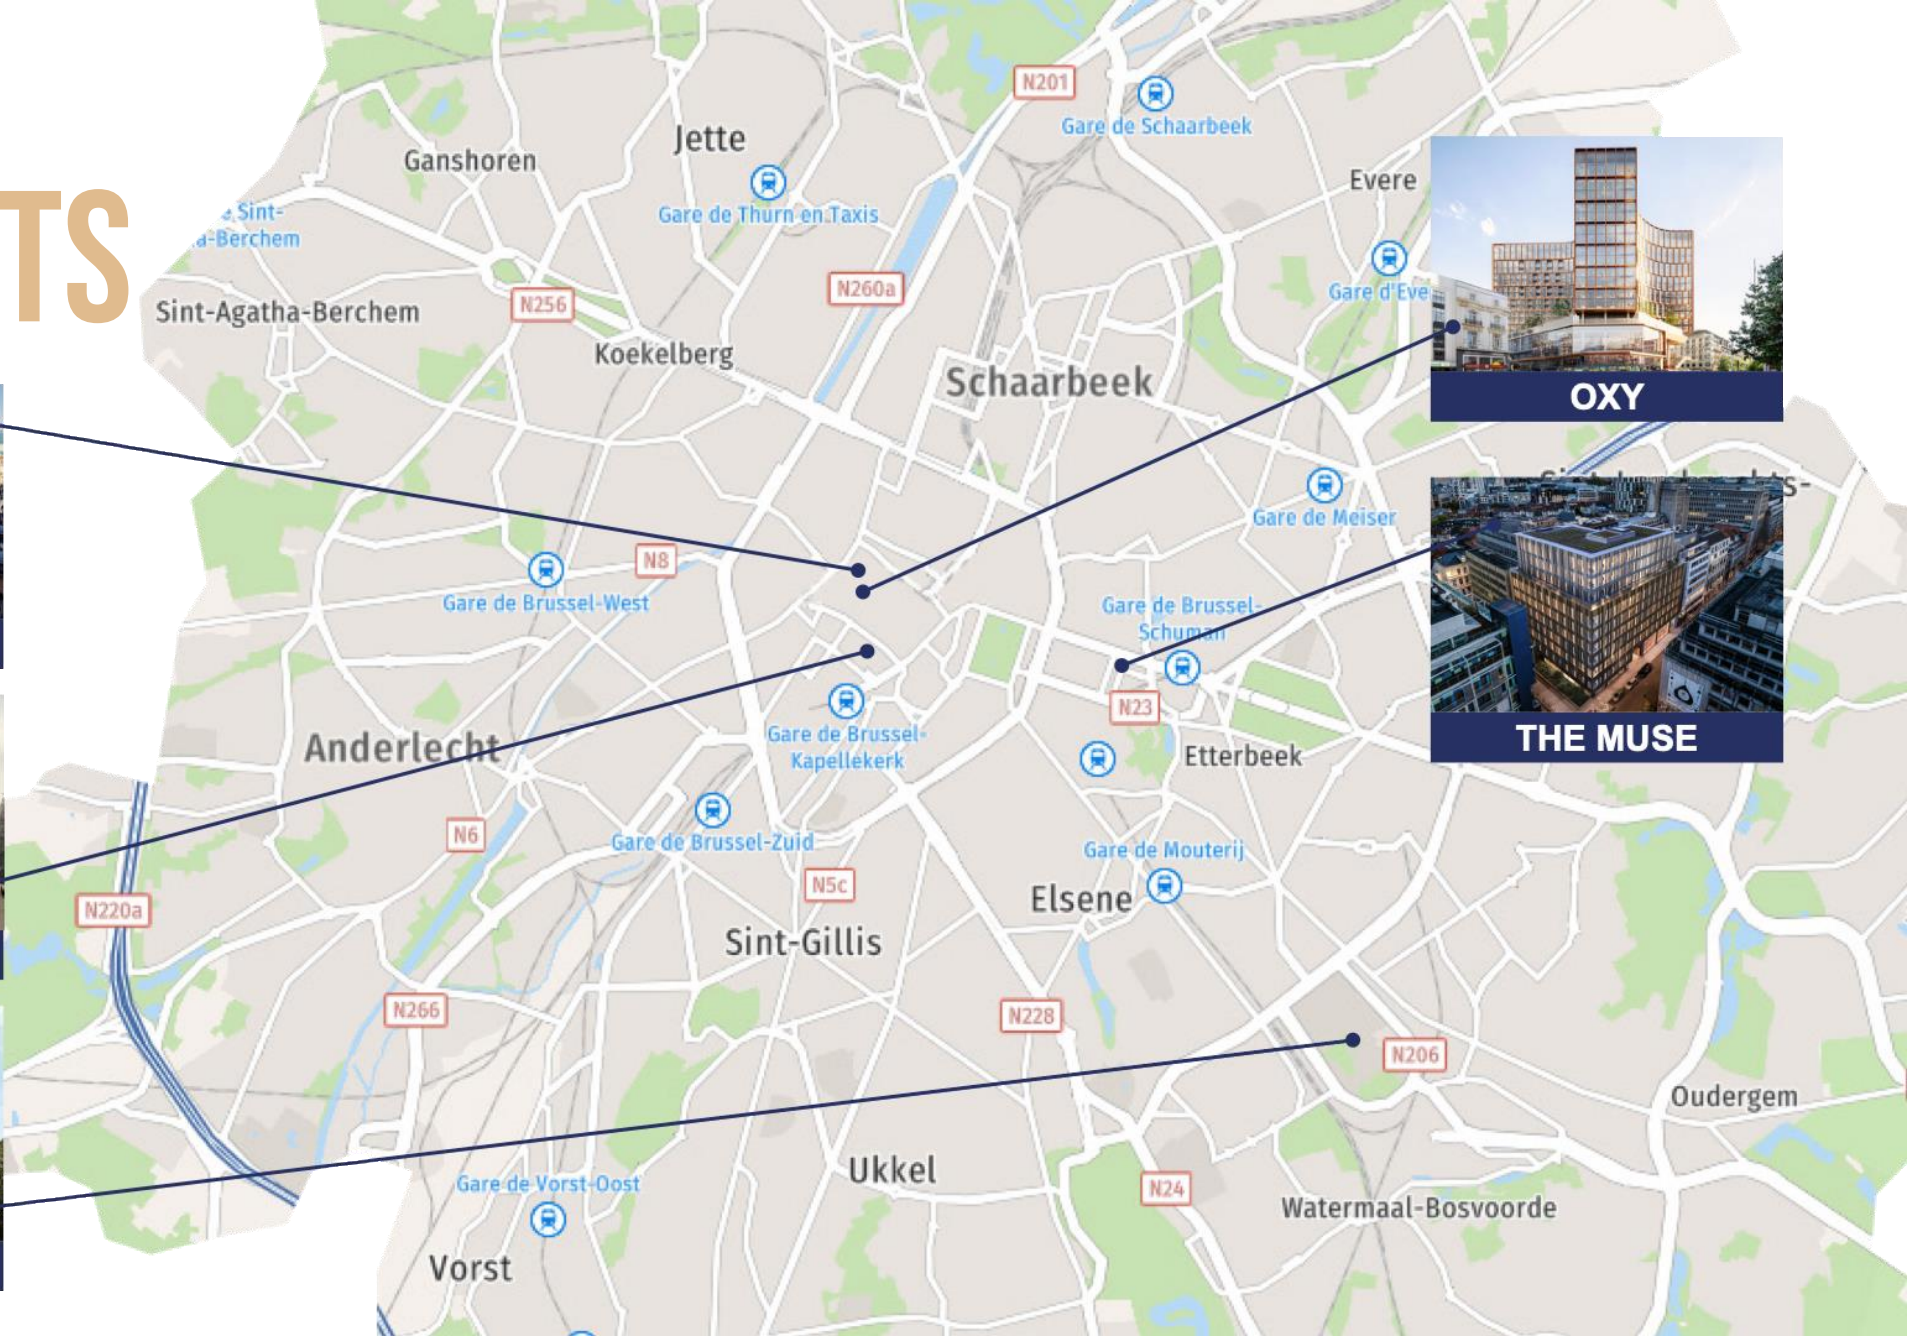 N201
Gare de Schaarbeek
Jette
Ganshoren
Evere
TS
Sint-
a-Berchem
Gare de Thurn en Taxis
N260a
Gare d'Eve
N256
Sint-Agatha-Berchem
Koekelberg
Schaarbeek
OXY
Gare de Meiser
N8
Gare de Brussel-West
Gare de Brussel-
Schuman
N23
THE MUSE
Gare de Brussel-
Kapellekerk
Anderlecht
Etterbeek
N6
Gare de Brussel-Zuid
Gare de Mouterij
N5c
Elsene
N220a
Sint-Gillis
N266
N228
N206
Oudergem
Ukkel
Gare de Vorst-Oost
N24
Watermaal-Bosvoorde
Vorst